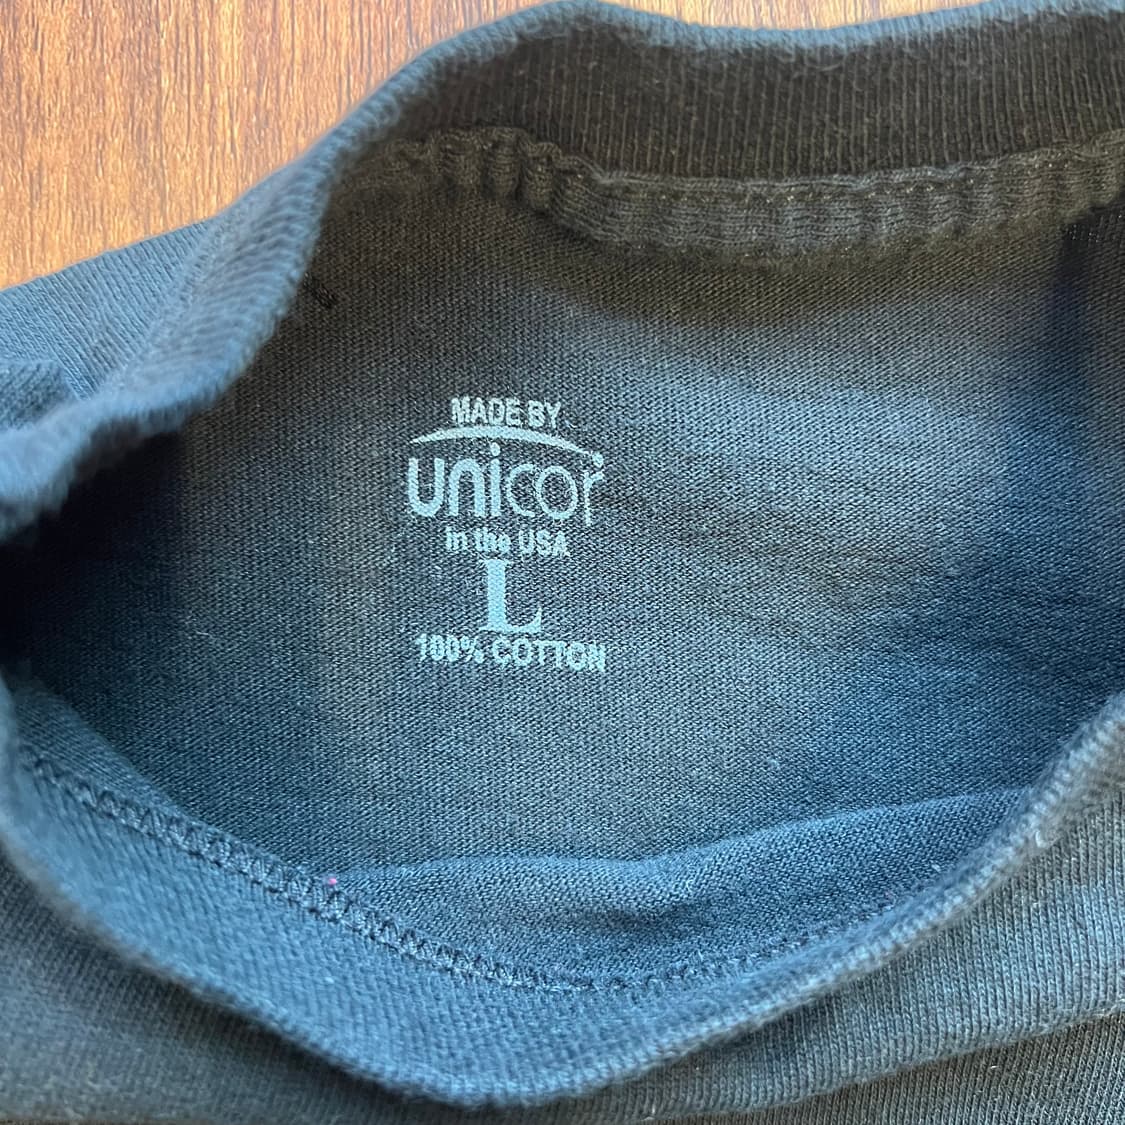 MADE BY
unicor
in the USA
L
100% COTTON